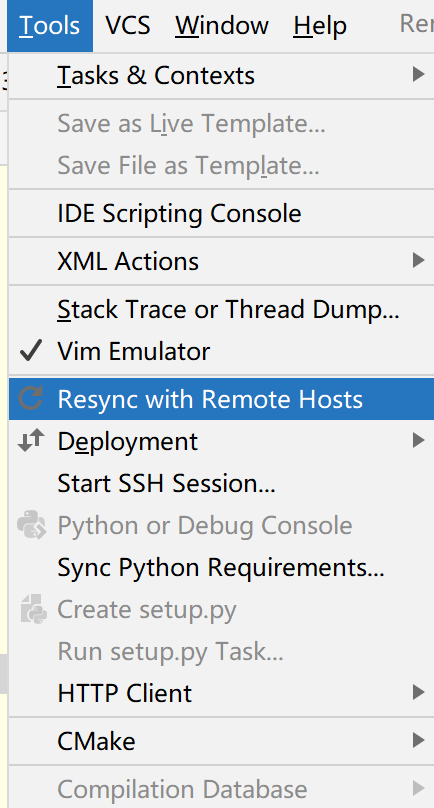 Tools VCS Window Help Rer
Tasks & Contexts
Save as Live Template...
Save File as Template...
IDE Scripting Console
XML Actions
Stack Trace or Thread Dump...
Vim Emulator
Resync with Remote Hosts
Deployment
Start SSH Session...
Python or Debug Console
Sync Python Requirements...
Create setup.py
Run setup.py Task...
HTTP Client
CMake
Compilation Database